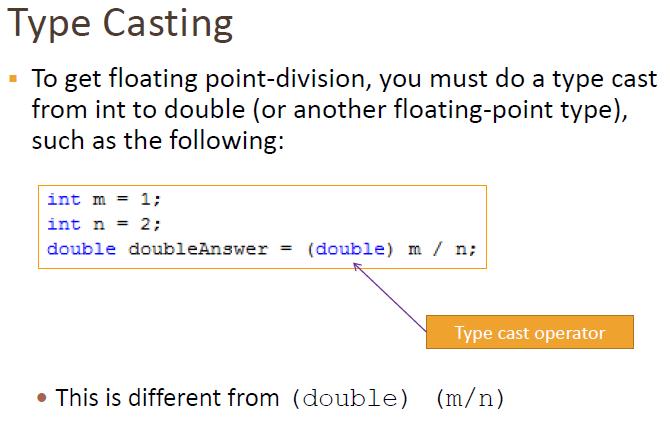 Type Casting
▪ To get floating point-division, you must do a type cast
from int to double (or another floating-point type),
such as the following:
int m = 1;
int n = 2;
double doubleAnswer = (double) m / n;
Type cast operator
• This is different from (double) (m/n)